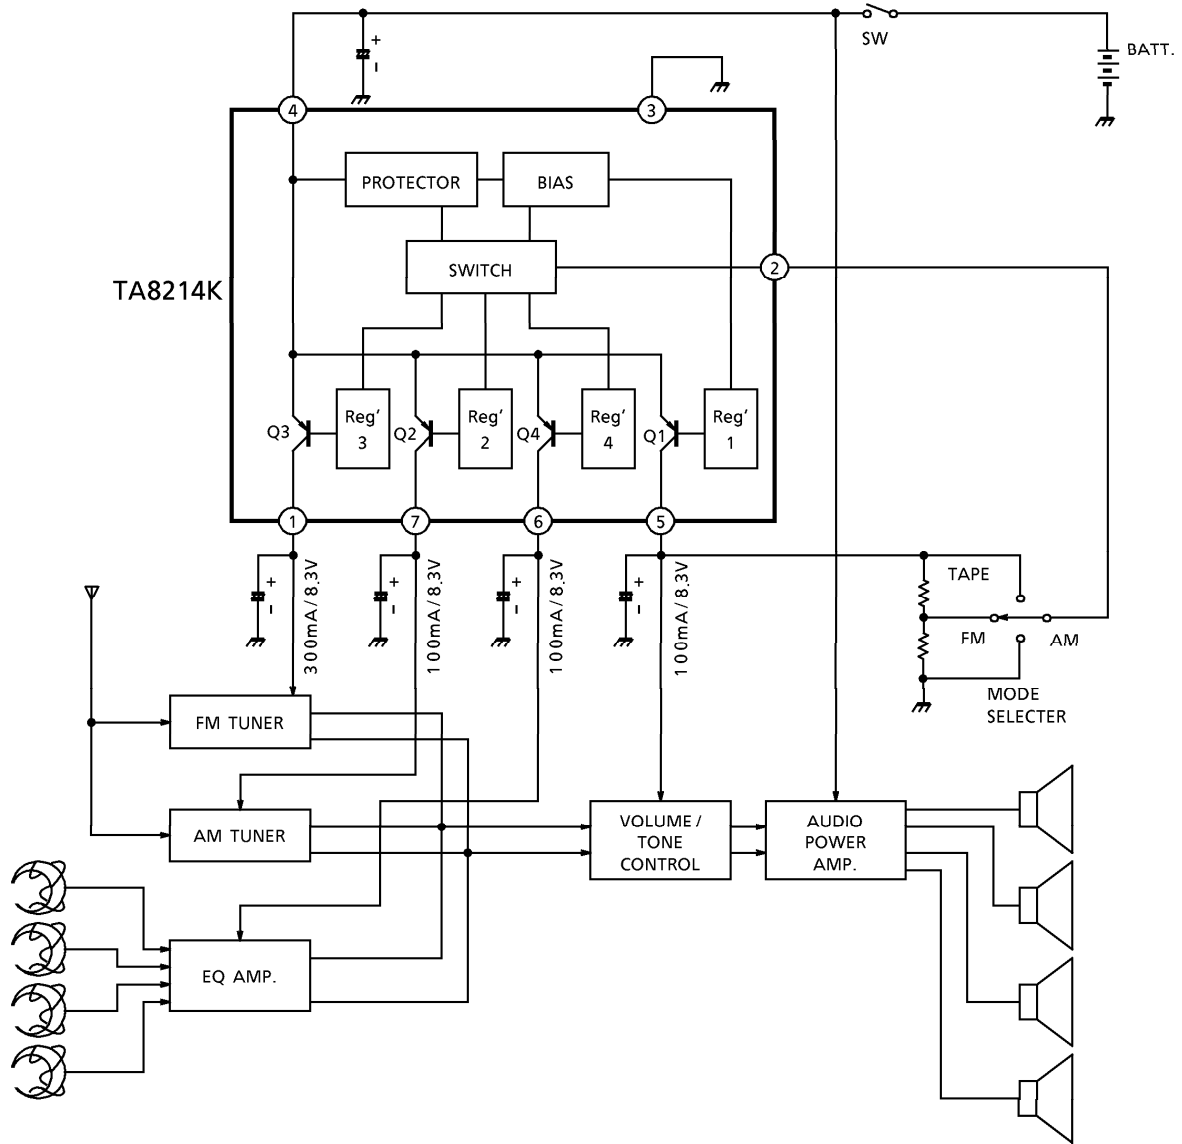 SW
+
-
BATT.
4
3
PROTECTOR
BIAS
SWITCH
2
TA8214K
Reg’
3
Reg’
2
Reg’
4
Reg’
1
Q3
Q2
Q4
Q1
1
7
6
5
+
-
300mA/8.3V
+
-
100mA/8.3V
+
-
100mA/8.3V
+
-
100mA/8.3V
TAPE
FM
AM
MODE
SELECTER
FM TUNER
AM TUNER
VOLUME/
TONE
CONTROL
AUDIO
POWER
AMP.
EQ AMP.